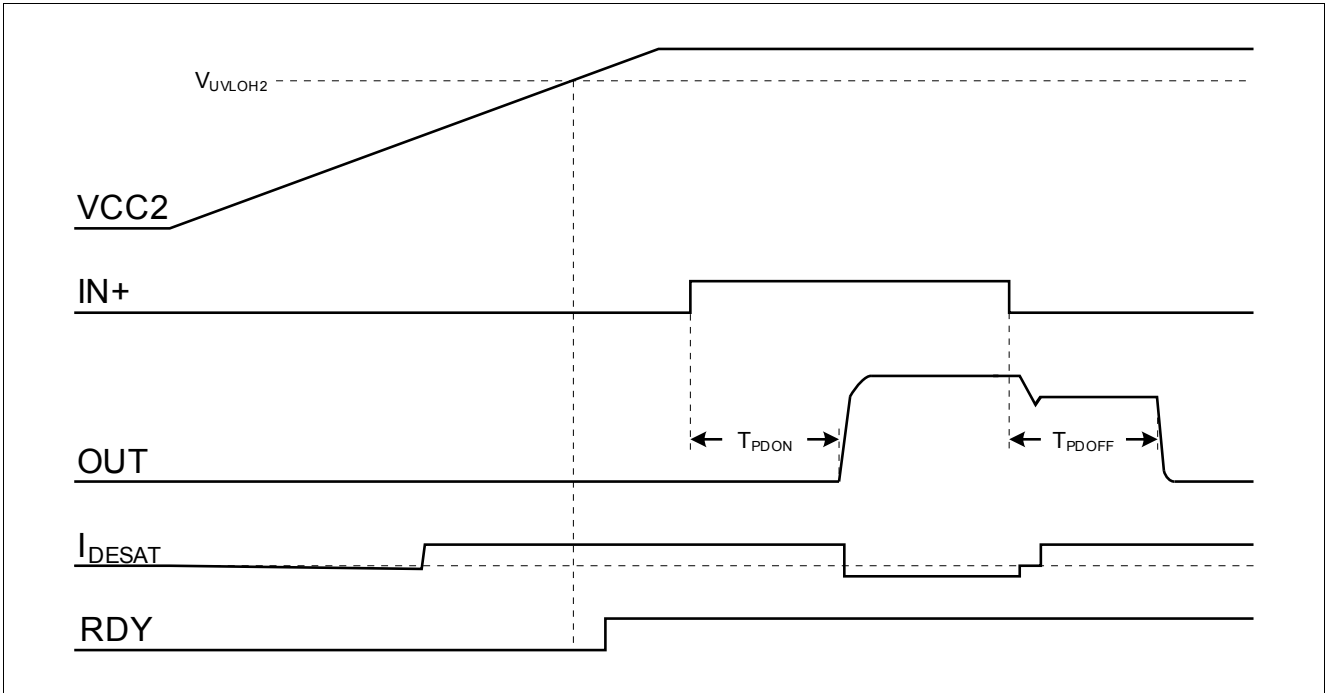 VUVLOH2
VCC2
IN+
TPDON
TPDOFF
OUT
IDESAT
RDY